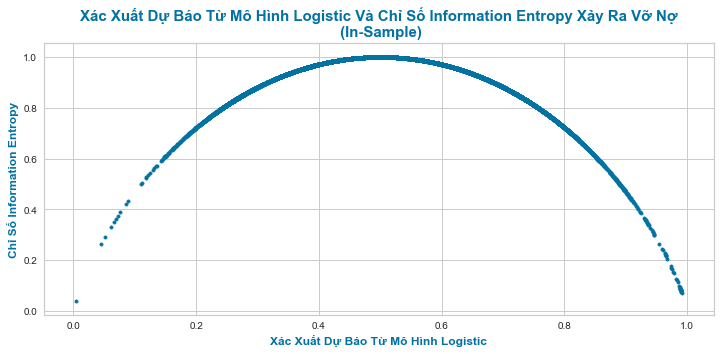 Xác Xuất Dự Báo Từ Mô Hình Logistic Và Chỉ Số Information Entropy Xảy Ra Vỡ Nợ
(In-Sample)
Chỉ Số Information Entropy
1.0
0.8
0.6
0.4
0.2
0.0
0.0 0.2 0.4 0.6 0.8 1.0
Xác Xuất Dự Báo Từ Mô Hình Logistic